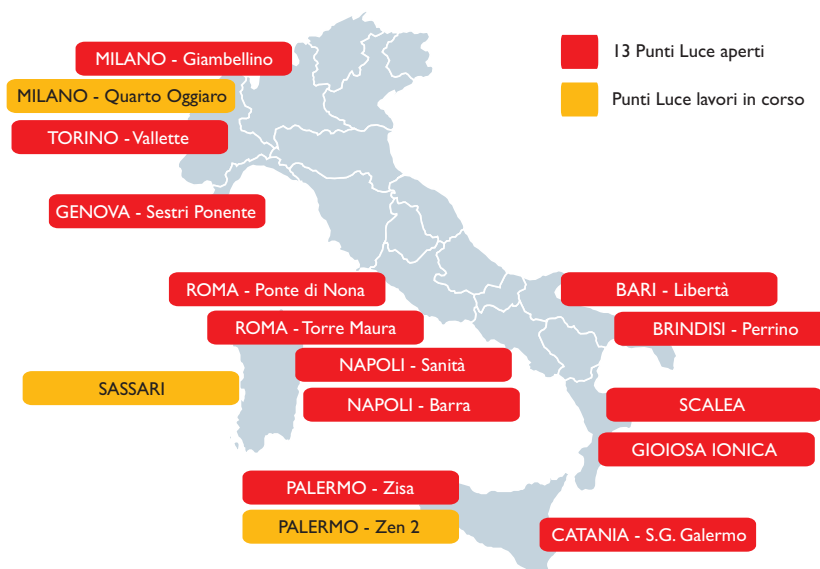 MILANO - Giambellino
MILANO - Quarto Oggiaro
TORINO - Vallette
GENOVA - Sestri Ponente
13 Punti Luce aperti
Punti Luce lavori in corso
ROMA - Ponte di Nona
ROMA - Torre Maura
NAPOLI - Sanità
NAPOLI - Barra
SASSARI
BARI - Libertà
BRINDISI - Perrino
SCALEA
GIOIOSA IONICA
PALERMO - Zisa
PALERMO - Zen 2
CATANIA - S.G. Galermo